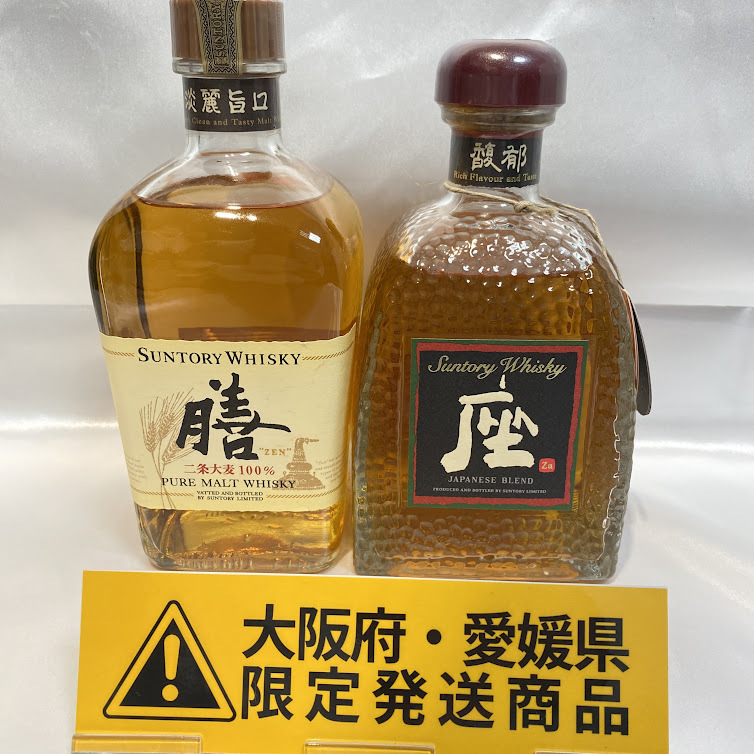 SUNTORY
淡麗旨口
Clean and Tasty Malt
SUNTORY WHISKY
膳
"ZEN"
二条大麦100%
PURE MALT WHISKY
VATTED AND BOTTLED
BY SUNTORY LIMITED
馥郁
Rich Flavour and Taste
Suntory Whisky
座
Za
JAPANESE BLEND
PRODUCED AND BOTTLED BY SUNTORY LIMITED
大阪府・愛媛県
限定発送商品